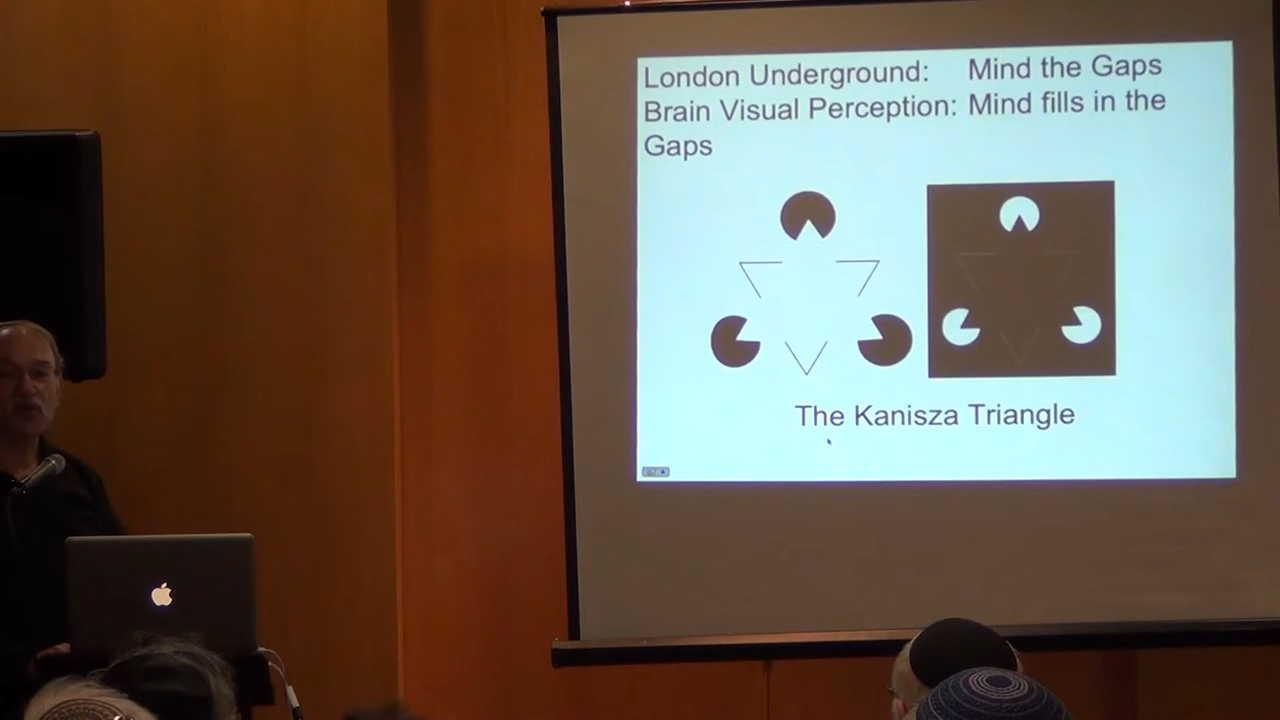 London Underground: Mind the Gaps
Brain Visual Perception: Mind fills in the
Gaps
The Kanisza Triangle